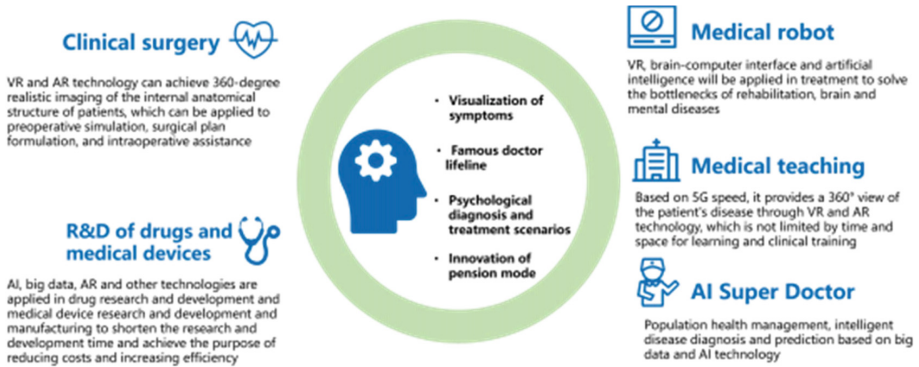 Clinical surgery
VR and AR technology can achieve 360-degree
realistic imaging of the internal anatomical
structure of patients, which can be applied to
preoperative simulation, surgical plan
formulation, and intraoperative assistance
R&D of drugs and
medical devices
AI, big data, AR and other technologies are
applied in drug research and development and
medical device research and development and
manufacturing to shorten the research and
development time and achieve the purpose of
reducing costs and increasing efficiency
• Visualization of
symptoms
• Famous doctor
lifeline
• Psychological
diagnosis and
treatment scenarios
• Innovation of
pension mode
Medical robot
VR, brain-computer interface and artificial
intelligence will be applied in treatment to solve
the bottlenecks of rehabilitation, brain and
mental diseases
Medical teaching
Based on 5G speed, it provides a 360° view of
the patient's disease through VR and AR
technology, which is not limited by time and
space for learning and clinical training
AI Super Doctor
Population health management, intelligent
disease diagnosis and prediction based on big
data and AI technology